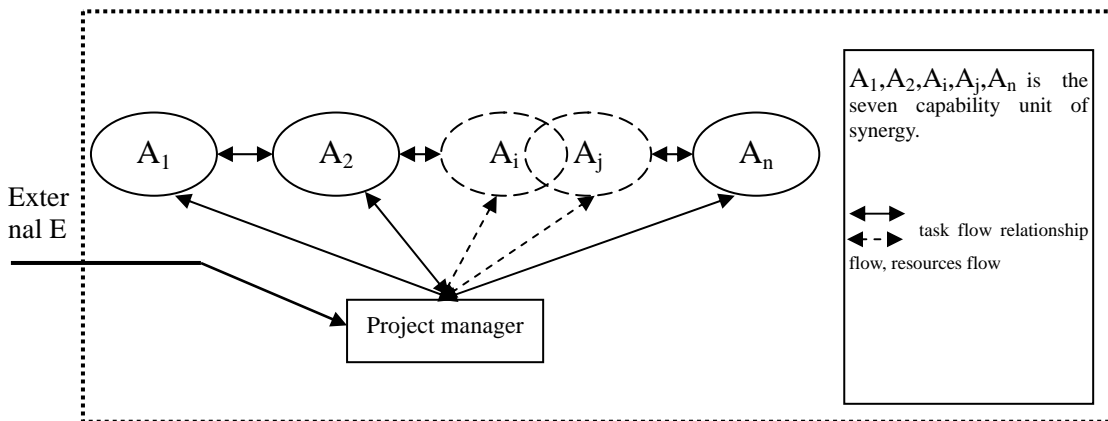 A1
A2
Ai
Aj
An
Exter
nal E
Project manager
A1,A2,Ai,Aj,An is the
seven capability unit of
synergy.
task flow relationship
flow, resources flow